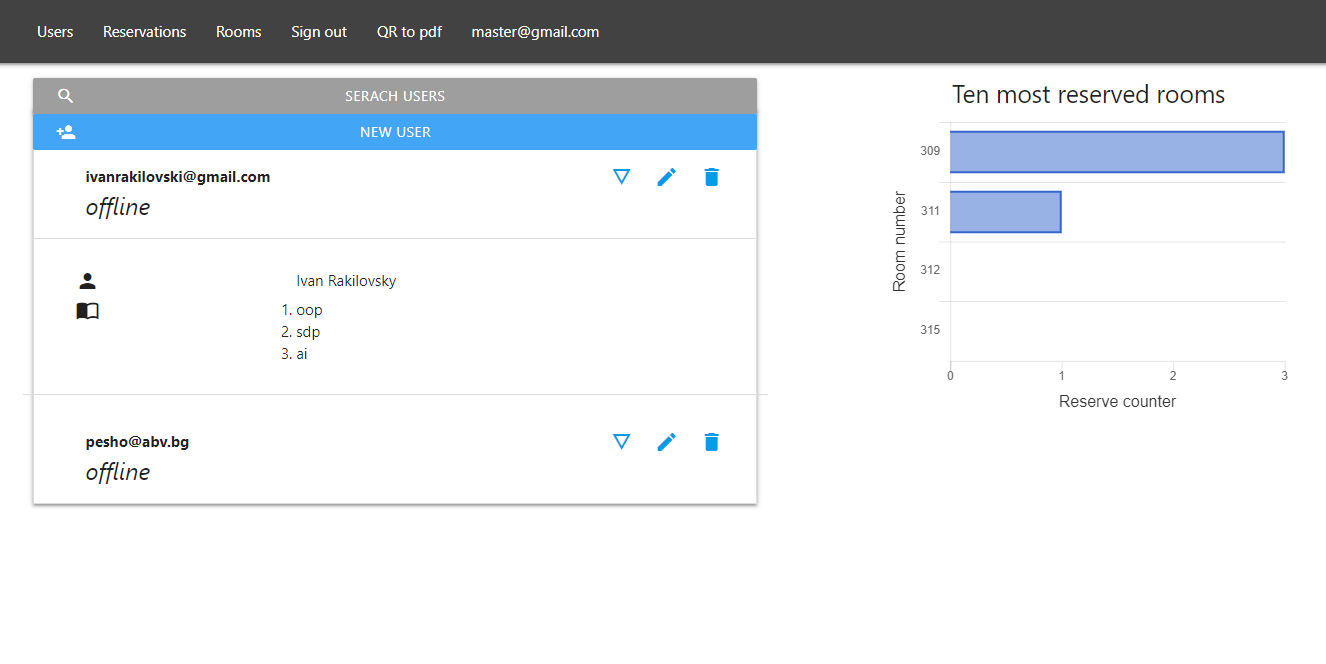 Users Reservations Rooms Sign out QR to pdf master@gmail.com
SERACH USERS
NEW USER
ivanrakilovski@gmail.com
offline
Ivan Rakilovsky
1. oop
2. sdp
3. ai
pesho@abv.bg
offline
Ten most reserved rooms
Room number
309
311
312
315
0 1 2 3
Reserve counter